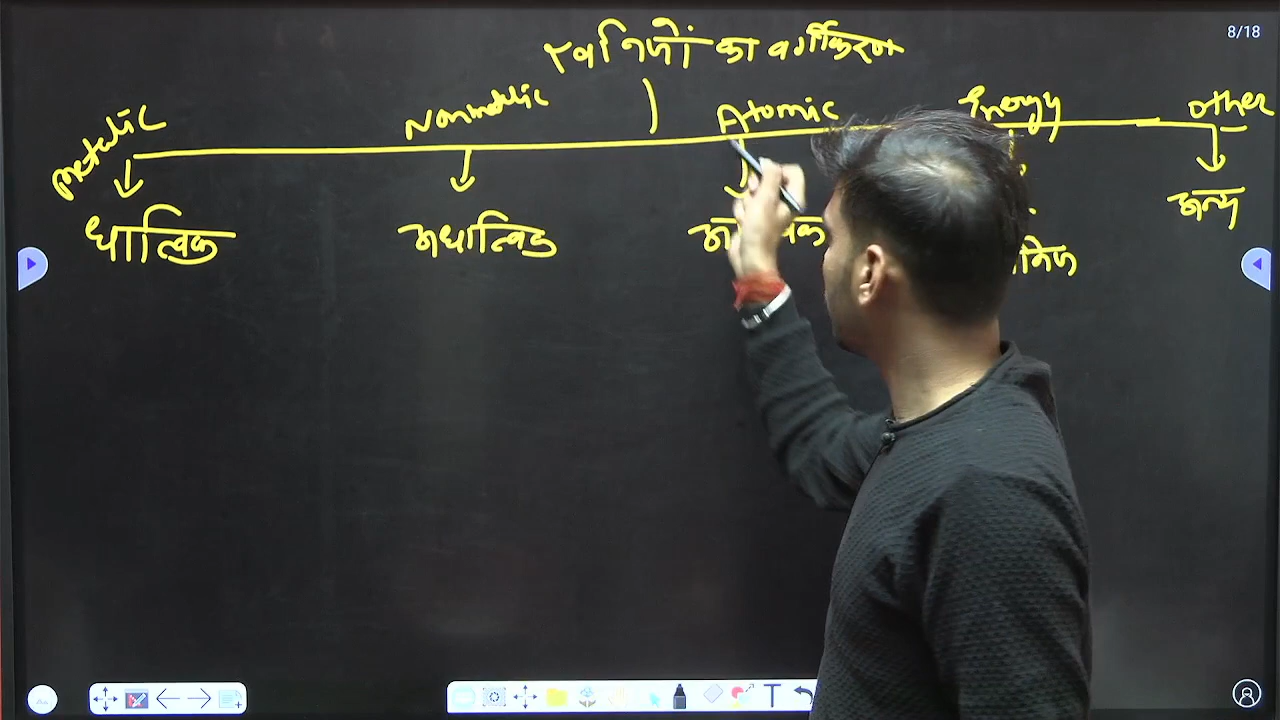 8/18
खनिजों का वर्गीकरण
metallic Nonmetallic Atomic Energy other
धात्विक अधात्विक अन्य